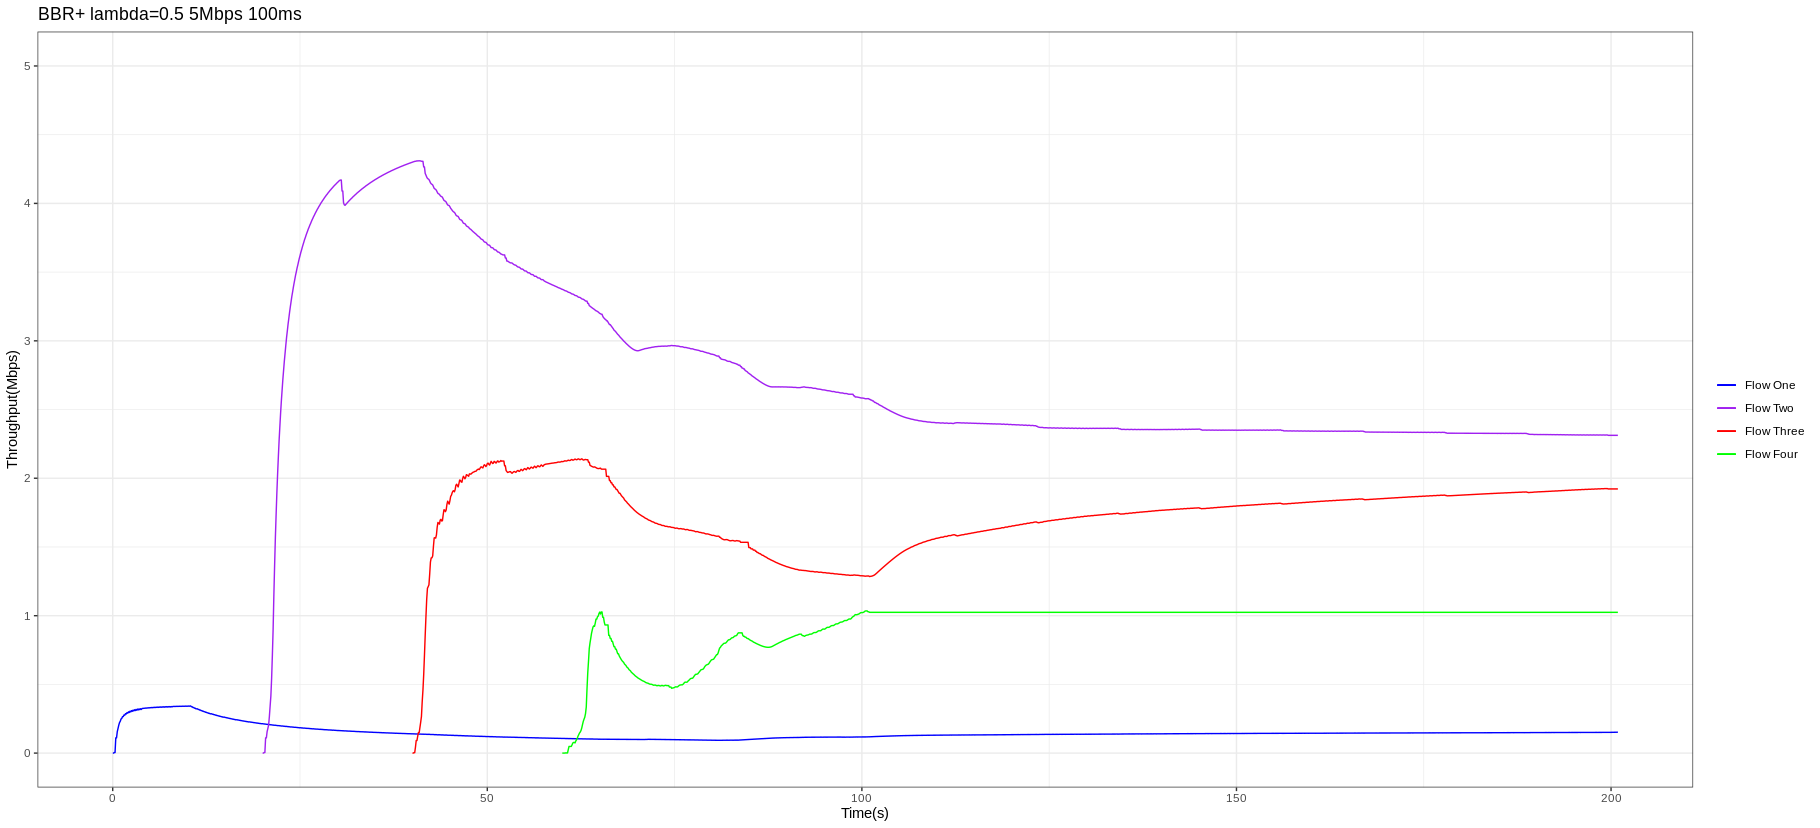 BBR+ lambda=0.5 5Mbps 100ms
Throughput(Mbps)
5
4
3
2
1
0
0 50 100 150 200
Time(s)
Flow One
Flow Two
Flow Three
Flow Four